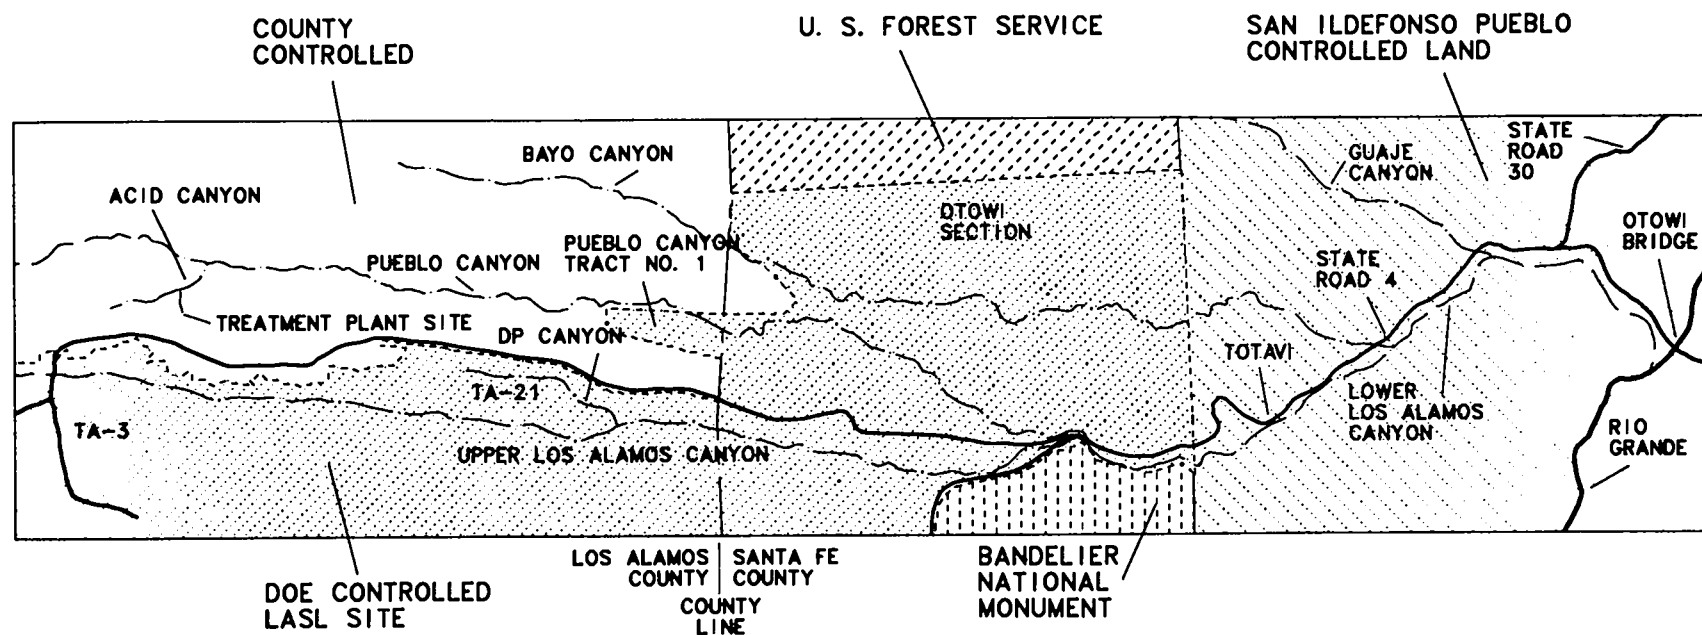 COUNTY
CONTROLLED
U. S. FOREST SERVICE
SAN ILDEFONSO PUEBLO
CONTROLLED LAND
BAYO CANYON
ACID CANYON
PUEBLO CANYON
PUEBLO CANYON
TRACT NO. 1
OTOWI
SECTION
GUAJE
CANYON
STATE
ROAD
30
OTOWI
BRIDGE
STATE
ROAD 4
TREATMENT PLANT SITE
DP CANYON
TOTAVI
TA-3
TA-21
UPPER LOS ALAMOS CANYON
LOWER
LOS ALAMOS
CANYON
RIO
GRANDE
DOE CONTROLLED
LASL SITE
LOS ALAMOS
COUNTY
SANTA FE
COUNTY
COUNTY
LINE
BANDELIER
NATIONAL
MONUMENT